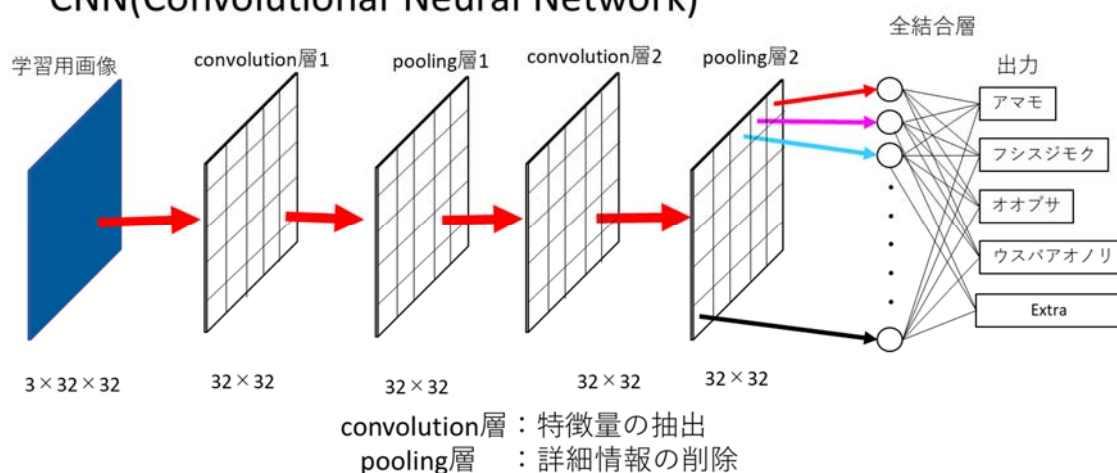 CNN(Convolutional Neural Network)
全結合層
学習用画像
convolution層1
pooling層1
convolution層2
pooling層2
出力
アマモ
フシスジモク
オオブサ
ウスバアオノリ
Extra
3×32×32
32×32
32×32
32×32
32×32
convolution層：特徴量の抽出
pooling層　：詳細情報の削除